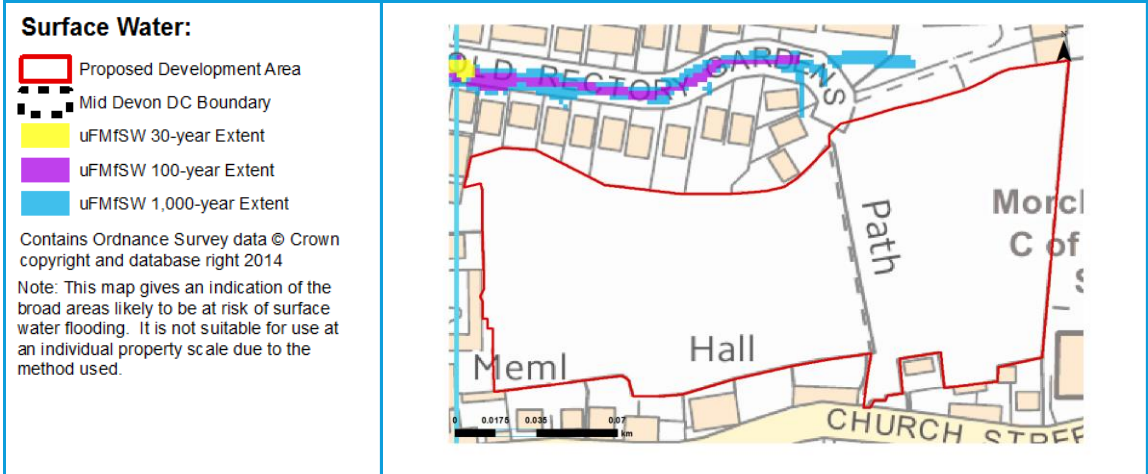 Surface Water:
Proposed Development Area
Mid Devon DC Boundary
uFMfSW 30-year Extent
uFMfSW 100-year Extent
uFMfSW 1,000-year Extent
Contains Ordnance Survey data © Crown
copyright and database right 2014
Note: This map gives an indication of the
broad areas likely to be at risk of surface
water flooding. It is not suitable for use at
an individual property scale due to the
method used.
OLD RECTORY GARDENS
Path
Morch
C of
S
Meml Hall
0 0.0175 0.035 0.07
km
CHURCH STREE